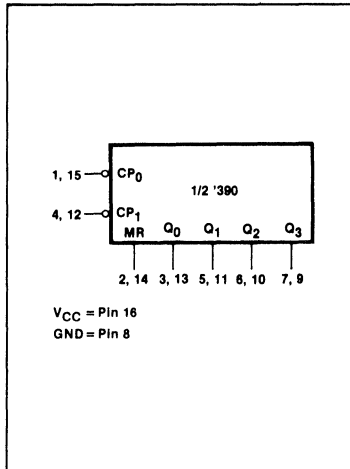 1, 15 CP0
1/2 '390
4, 12 CP1
MR Q0 Q1 Q2 Q3
2, 14 3, 13 5, 11 6, 10 7, 9
VCC = Pin 16
GND = Pin 8